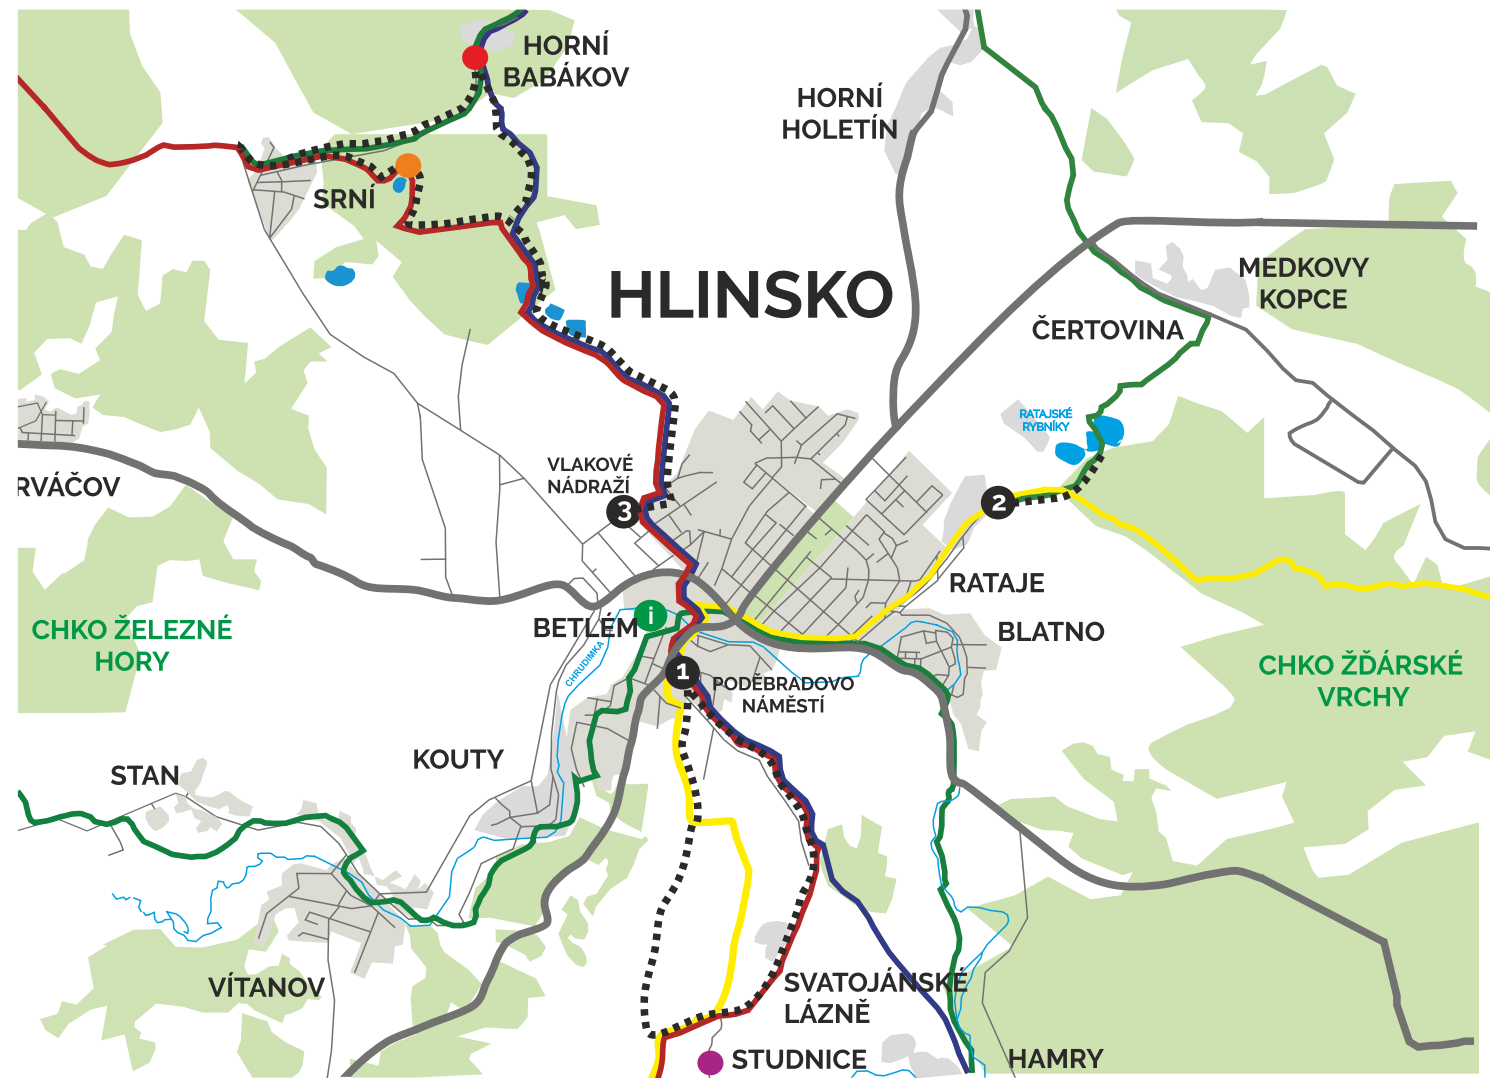 HORNÍ
BABÁKOV
HORNÍ
HOLETÍN
SRNÍ
HLINSKO
MEDKOVY
KOPCE
ČERTOVINA
RATAJSKÉ
RYBNÍKY
VLAKOVÉ
NÁDRAŽÍ
RVÁČOV
3
2
RATAJE
CHKO ŽELEZNÉ
HORY
BETLÉM
i
BLATNO
CHRUDIMKA
1
PODĚBRADOVO
NÁMĚSTÍ
CHKO ŽĎÁRSKÉ
VRCHY
KOUTY
STAN
VÍTANOV
SVATOJÁNSKÉ
LÁZNĚ
STUDNICE
HAMRY